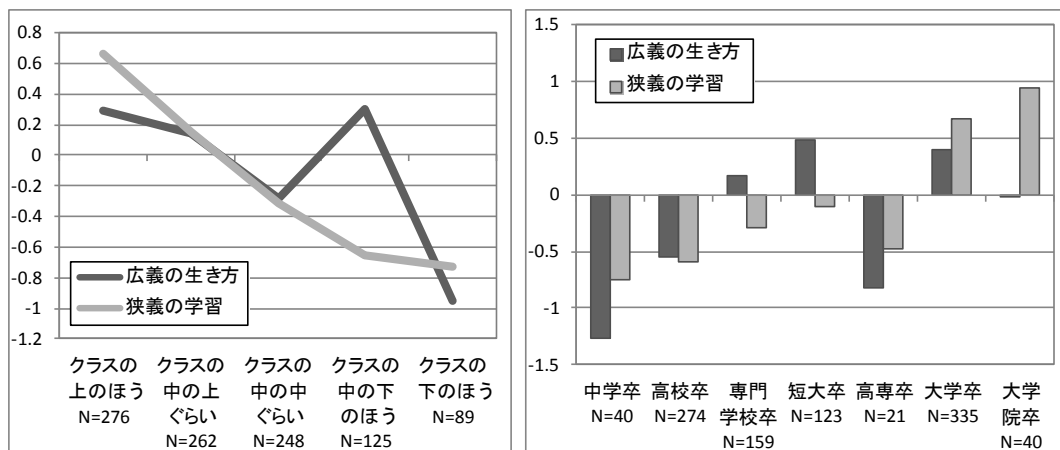 0.8
0.6
0.4
0.2
0
-0.2
-0.4
-0.6
-0.8
-1
-1.2
広義の生き方
狭義の学習
クラスの
上のほう
N=276
クラスの
中の上
ぐらい
N=262
クラスの
中の中
ぐらい
N=248
クラスの
中の下
のほう
N=125
クラスの
下のほう
N=89
1.5
1
0.5
0
-0.5
-1
-1.5
広義の生き方
狭義の学習
中学卒
N=40
高校卒
N=274
専門
学校卒
N=159
短大卒
N=123
高専卒
N=21
大学卒
N=335
大学
院卒
N=40